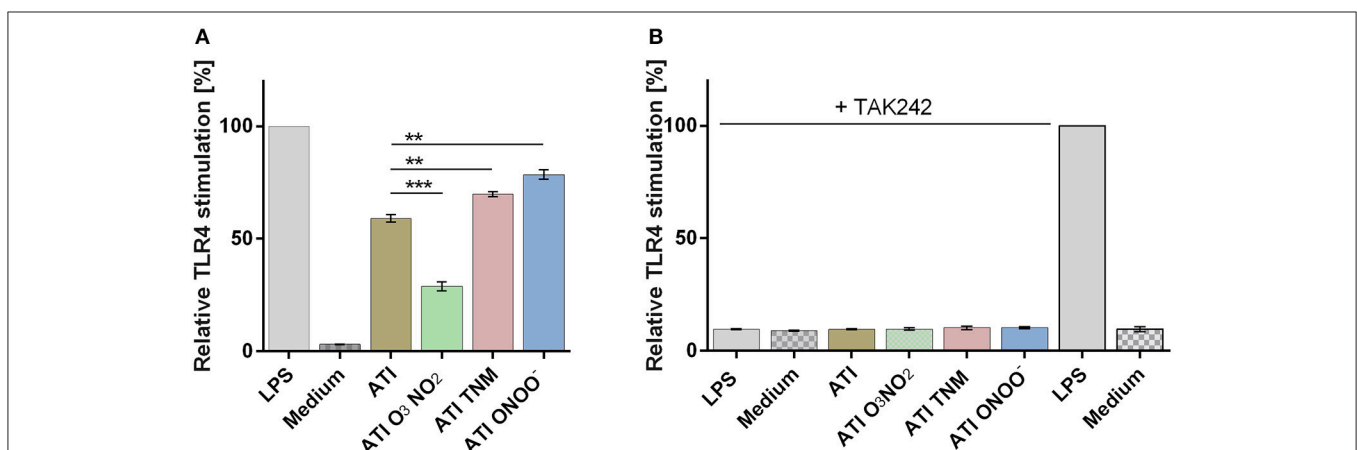 A
Relative TLR4 stimulation [%]
100
50
0
**
**
***
LPS
Medium
ATI
ATI O3 NO2
ATI TNM
ATI ONOO-
B
Relative TLR4 stimulation [%]
100
50
0
+ TAK242
LPS
Medium
ATI
ATI O3NO2
ATI TNM
ATI ONOO-
LPS
Medium